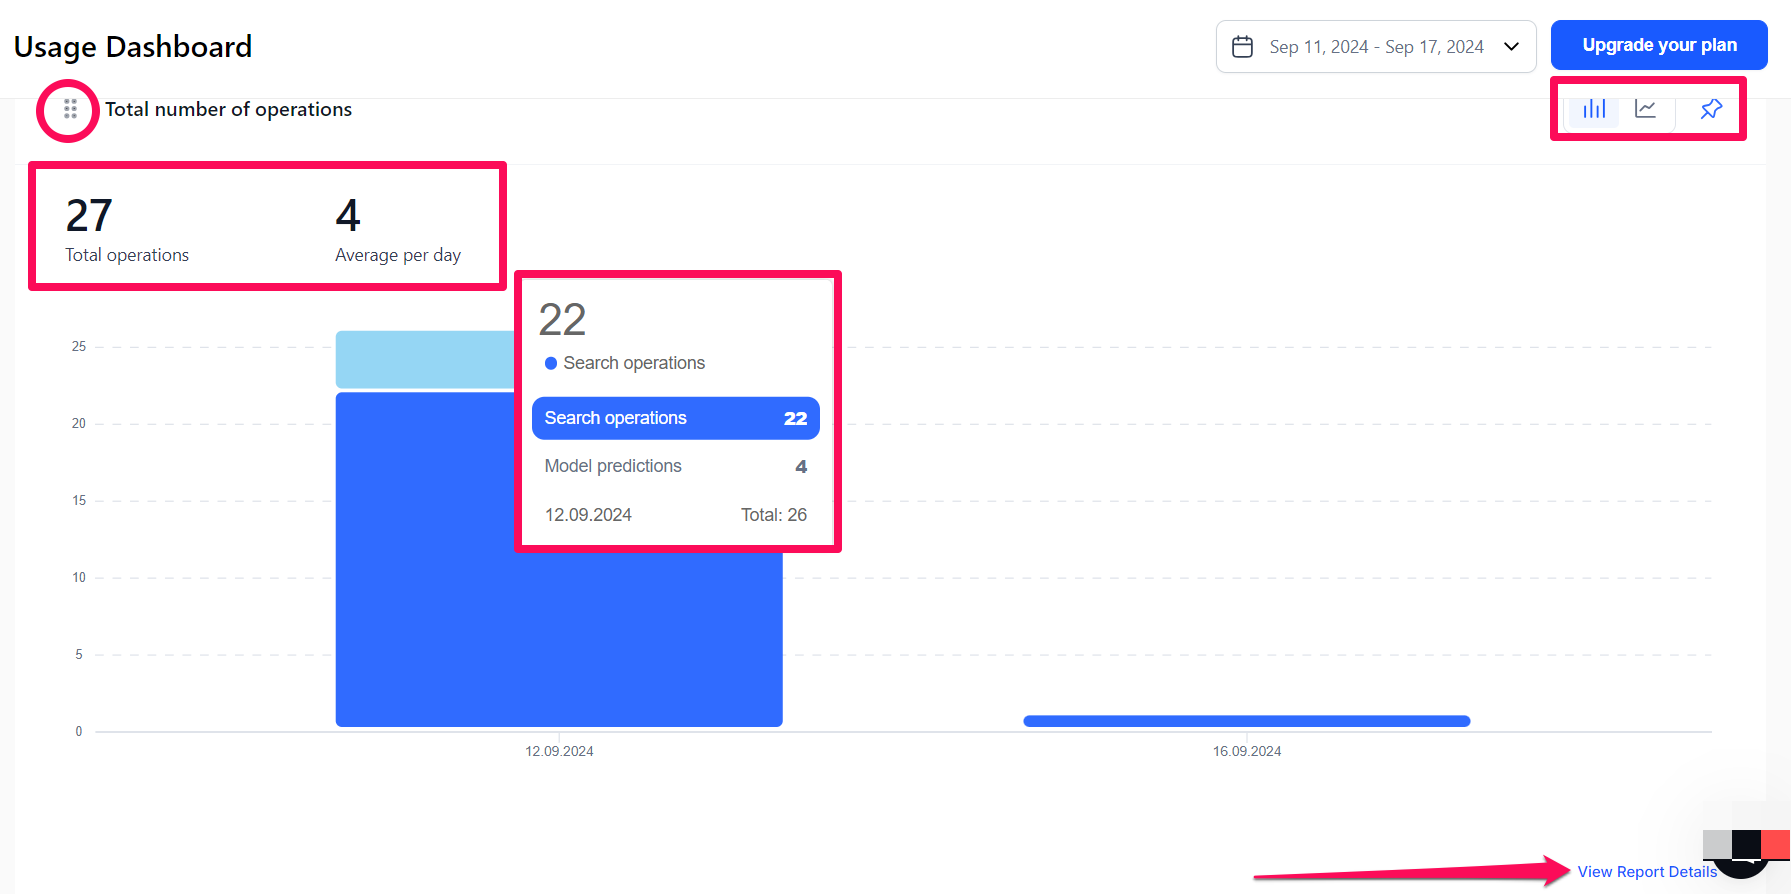 Usage Dashboard
Sep 11, 2024 - Sep 17, 2024
Upgrade your plan
Total number of operations
27
Total operations
4
Average per day
22
Search operations
Search operations 22
Model predictions 4
12.09.2024 Total: 26
25
20
15
10
5
0
12.09.2024
16.09.2024
View Report Details